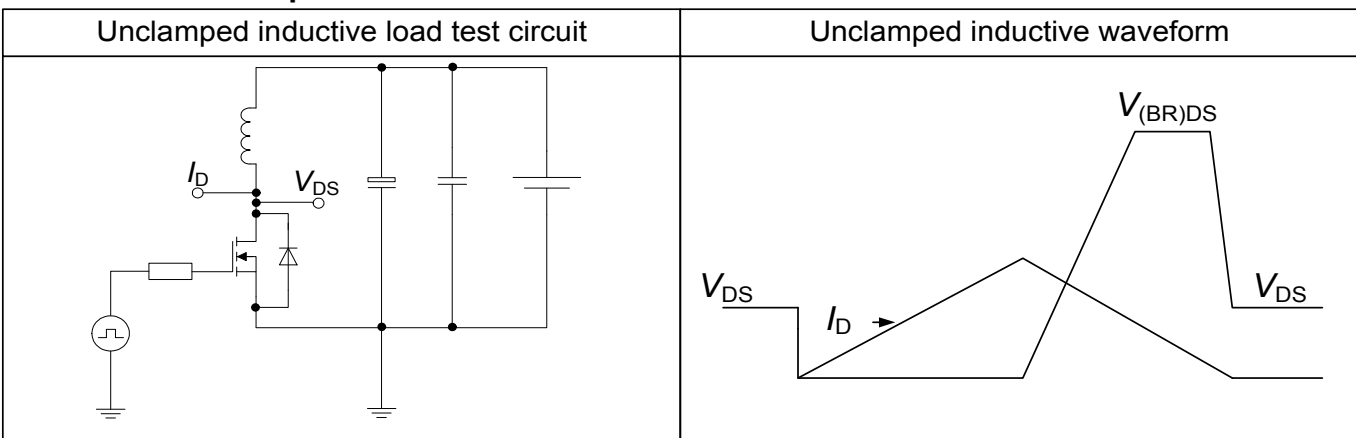 Unclamped inductive load test circuit
Unclamped inductive waveform
V(BR)DS
ID
VDS
VDS
ID
VDS